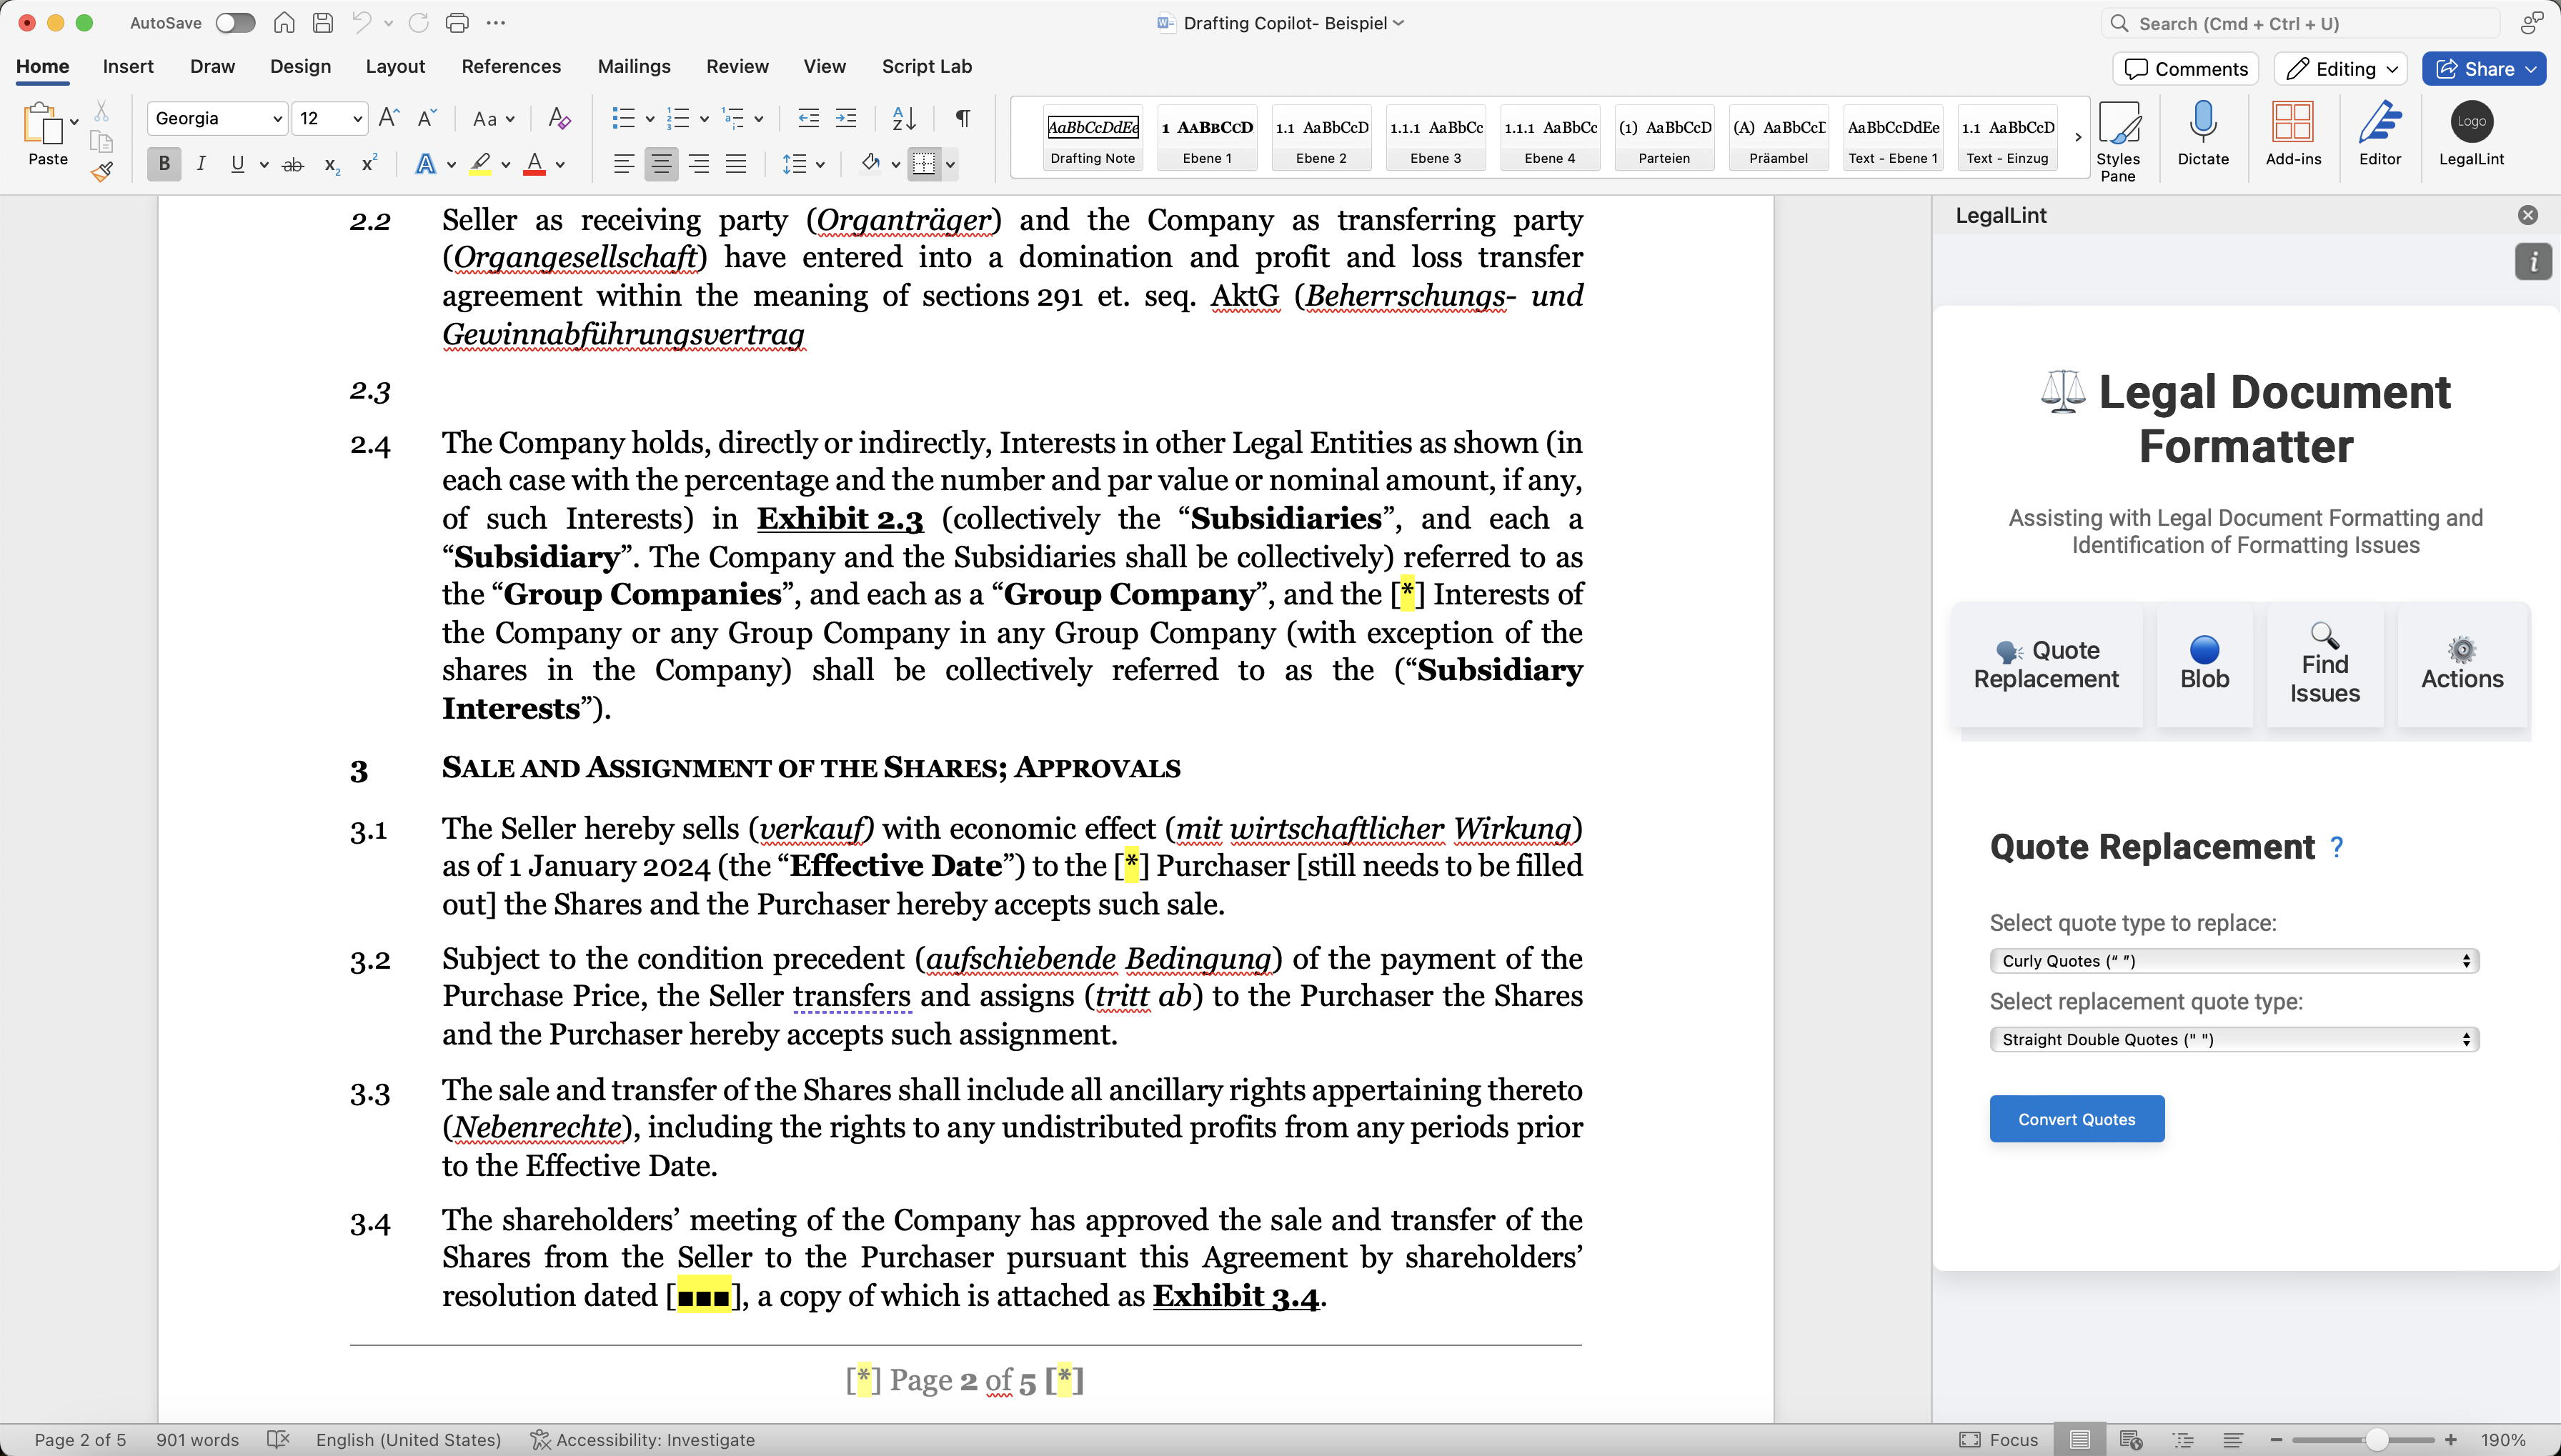 AutoSave
Drafting Copilot- Beispiel
Search (Cmd + Ctrl + U)
Home Insert Draw Design Layout References Mailings Review View Script Lab
Comments Editing Share
Paste
Georgia 12
AaBbCcDdEe 1 AABBCCD 1.1 AaBbCcD 1.1.1 AaBbCc 1.1.1 AaBbCc (1) AaBbCcD (A) AaBbCcI AaBbCcDdEe 1.1 AaBbCcD
Drafting Note Ebene 1 Ebene 2 Ebene 3 Ebene 4 Parteien Präambel Text - Ebene 1 Text - Einzug
Styles Pane
Dictate
Add-ins
Editor
Logo
LegalLint
2.2 Seller as receiving party (Organträger) and the Company as transferring party
(Organgesellschaft) have entered into a domination and profit and loss transfer
agreement within the meaning of sections 291 et. seq. AktG (Beherrschungs- und
Gewinnabführungsvertrag
2.3
2.4 The Company holds, directly or indirectly, Interests in other Legal Entities as shown (in
each case with the percentage and the number and par value or nominal amount, if any,
of such Interests) in Exhibit 2.3 (collectively the “Subsidiaries”, and each a
“Subsidiary”. The Company and the Subsidiaries shall be collectively) referred to as
the “Group Companies”, and each as a “Group Company”, and the [*] Interests of
the Company or any Group Company in any Group Company (with exception of the
shares in the Company) shall be collectively referred to as the (“Subsidiary
Interests”).
3 SALE AND ASSIGNMENT OF THE SHARES; APPROVALS
3.1 The Seller hereby sells (verkauf) with economic effect (mit wirtschaftlicher Wirkung)
as of 1 January 2024 (the “Effective Date”) to the [*] Purchaser [still needs to be filled
out] the Shares and the Purchaser hereby accepts such sale.
3.2 Subject to the condition precedent (aufschiebende Bedingung) of the payment of the
Purchase Price, the Seller transfers and assigns (tritt ab) to the Purchaser the Shares
and the Purchaser hereby accepts such assignment.
3.3 The sale and transfer of the Shares shall include all ancillary rights appertaining thereto
(Nebenrechte), including the rights to any undistributed profits from any periods prior
to the Effective Date.
3.4 The shareholders’ meeting of the Company has approved the sale and transfer of the
Shares from the Seller to the Purchaser pursuant this Agreement by shareholders’
resolution dated [■■■], a copy of which is attached as Exhibit 3.4.
[*] Page 2 of 5 [*]
LegalLint
⚖️ Legal Document
Formatter
Assisting with Legal Document Formatting and
Identification of Formatting Issues
🗣️ Quote
Replacement
🔵
Blob
🔍
Find
Issues
⚙️
Actions
Quote Replacement ?
Select quote type to replace:
Curly Quotes (“ ”)
Select replacement quote type:
Straight Double Quotes (" ")
Convert Quotes
Page 2 of 5 901 words English (United States) Accessibility: Investigate
Focus 190%